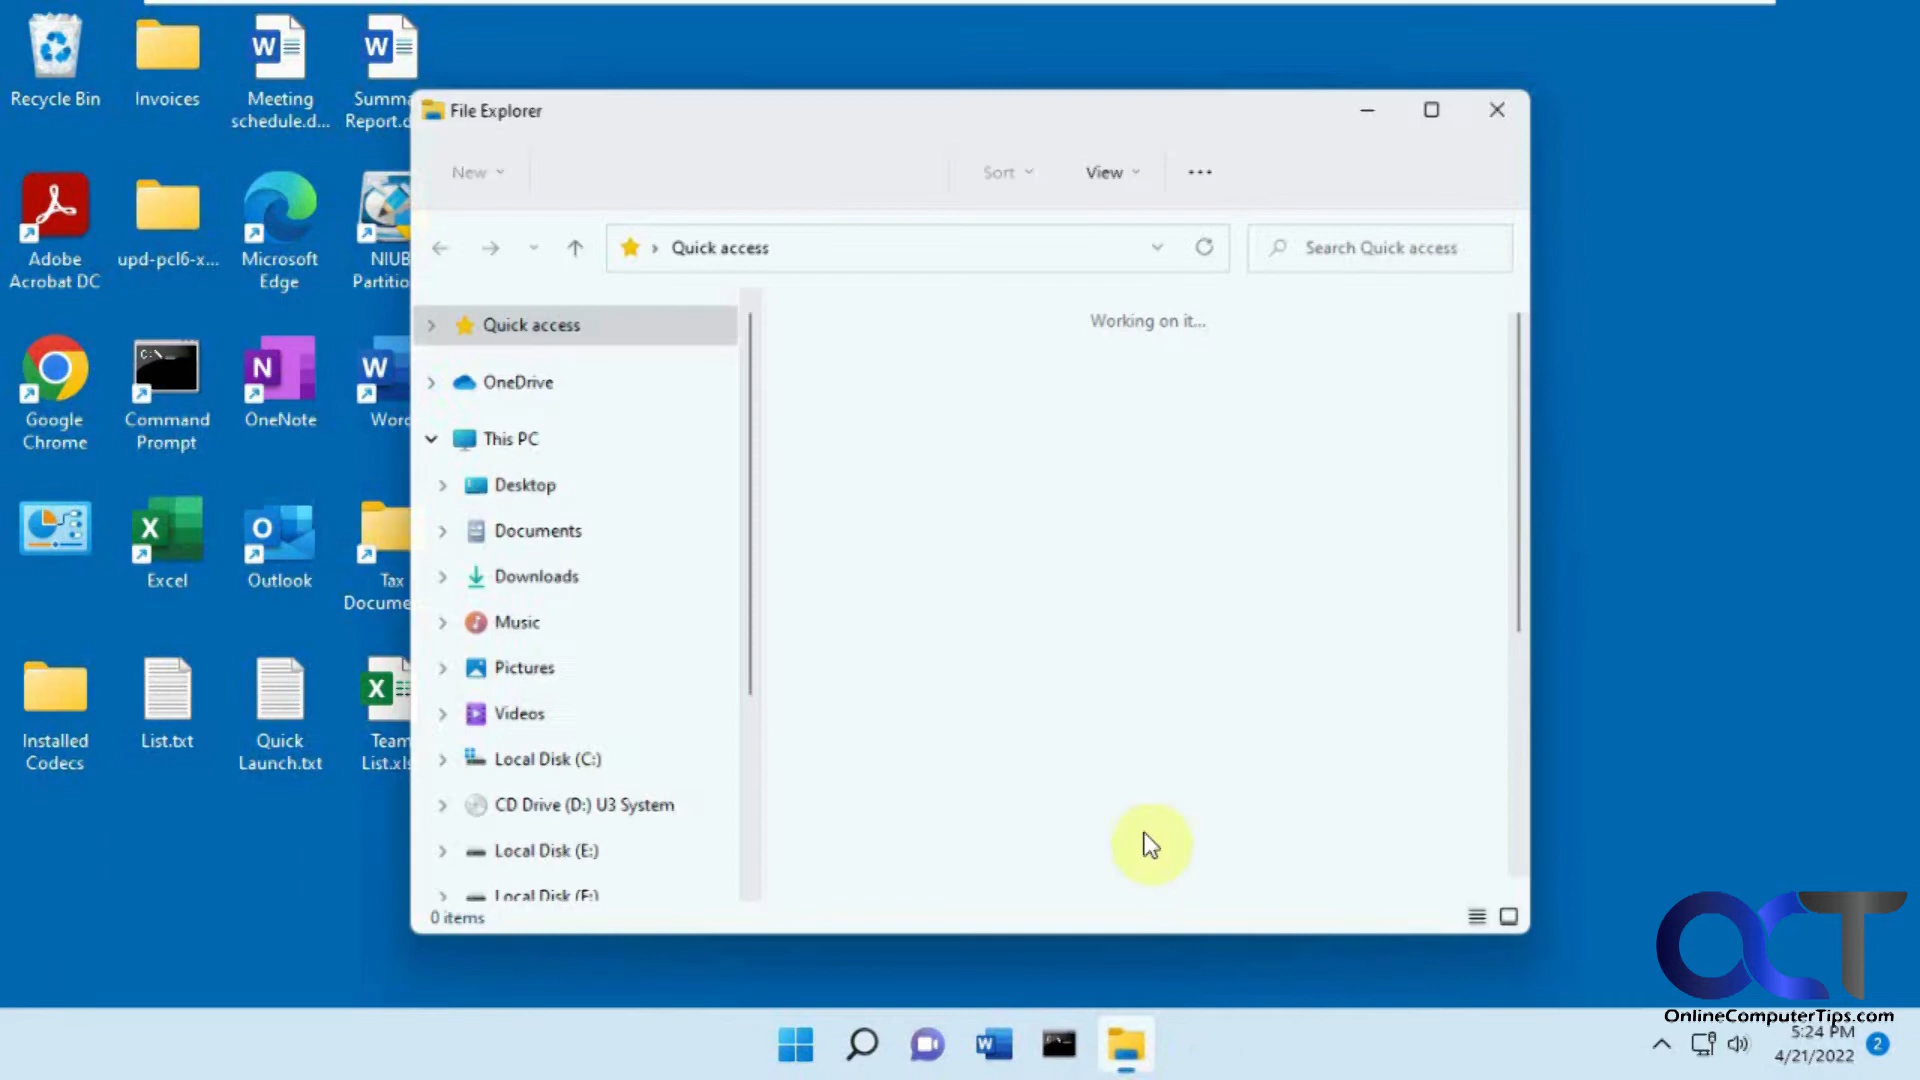 Recycle Bin
Invoices
Meeting
schedule.d...
Summa
Report.d
Adobe
Acrobat DC
upd-pcl6-x...
Microsoft
Edge
NIUB
Partitio
Google
Chrome
C:\_
Command
Prompt
N
OneNote
W
Word
X
Excel
O
Outlook
Tax
Docume
Installed
Codecs
List.txt
Quick
Launch.txt
Team
List.xls
File Explorer
New
Sort
View
Quick access
Search Quick access
Quick access
OneDrive
This PC
Desktop
Documents
Downloads
Music
Pictures
Videos
Local Disk (C:)
CD Drive (D:) U3 System
Local Disk (E:)
Local Disk (F:)
Working on it...
0 items
OCT
OnlineComputerTips.com
5:24 PM
4/21/2022
2